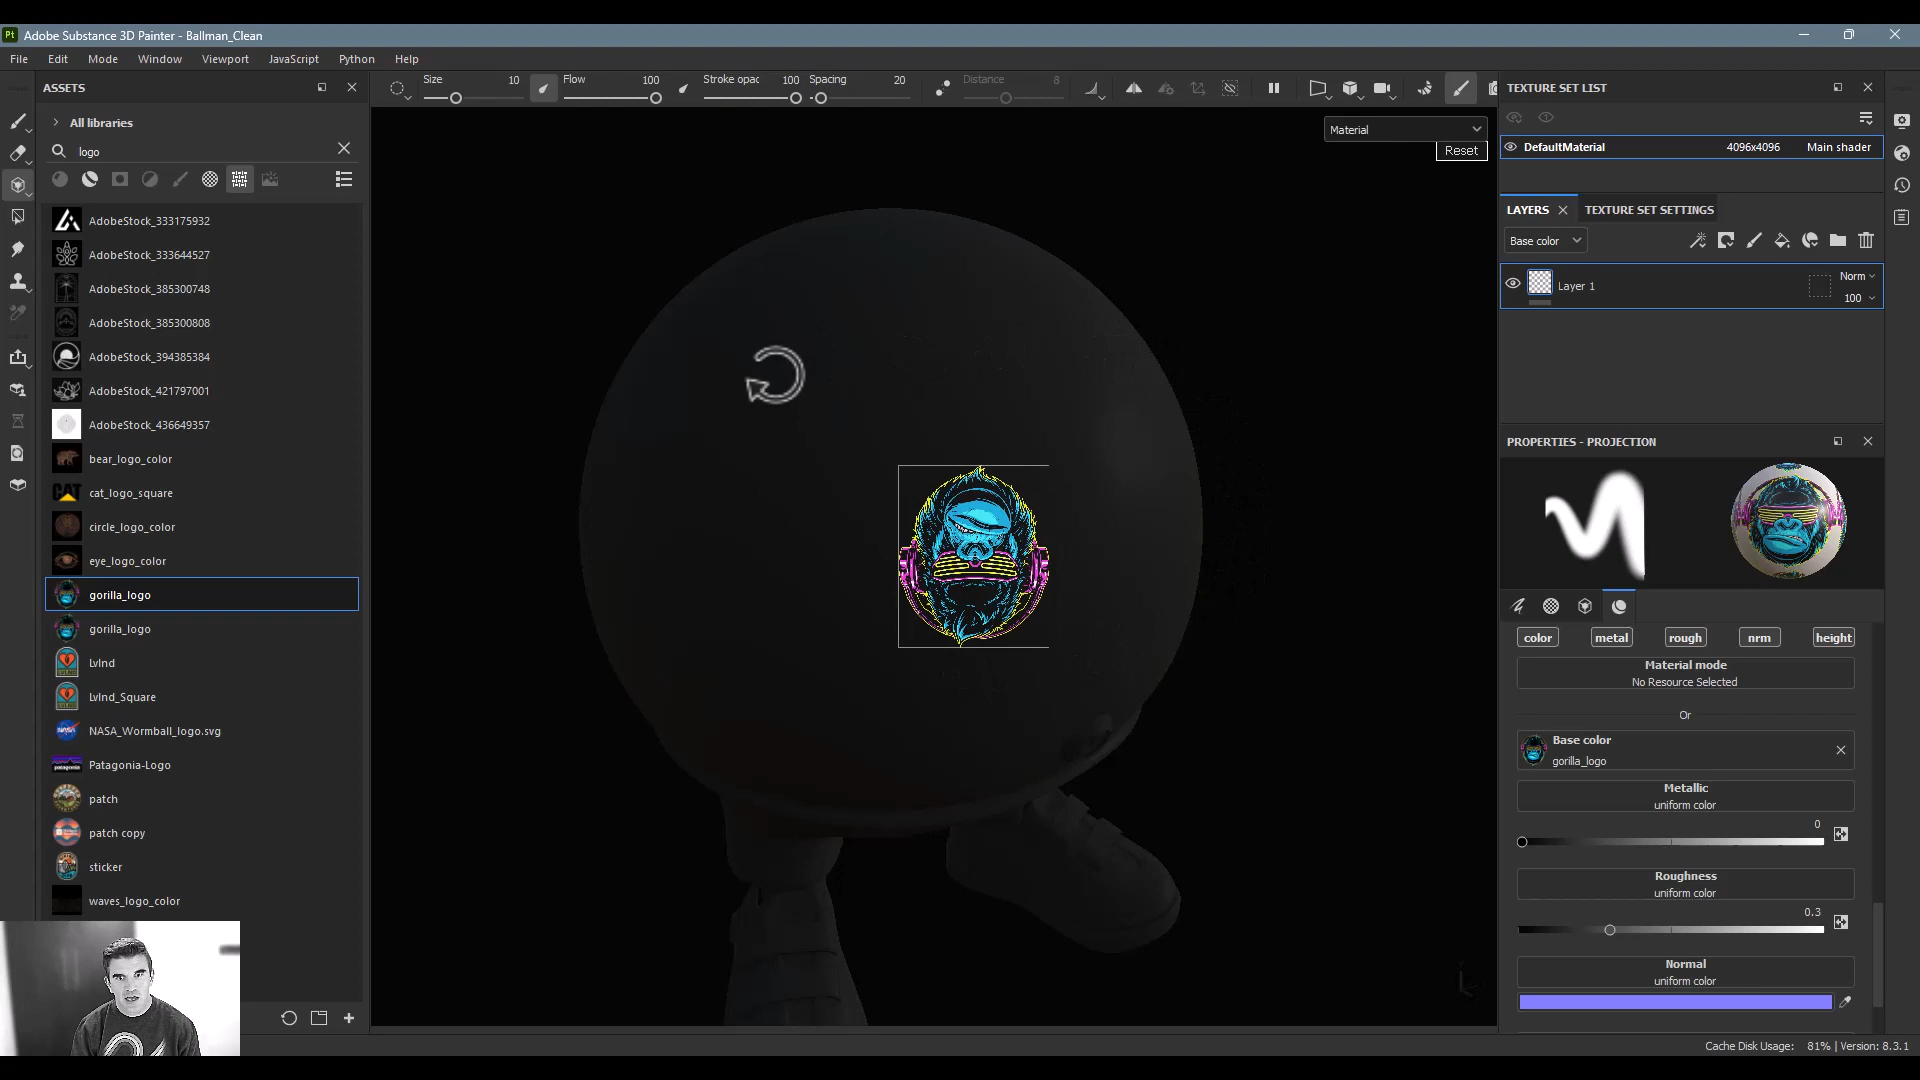 Pt Adobe Substance 3D Painter - Ballman_Clean
File Edit Mode Window Viewport JavaScript Python Help
ASSETS
All libraries
logo
AdobeStock_333175932
AdobeStock_333644527
AdobeStock_385300748
AdobeStock_385300808
AdobeStock_394385384
AdobeStock_421797001
AdobeStock_436649357
bear_logo_color
cat_logo_square
circle_logo_color
eye_logo_color
gorilla_logo
gorilla_logo
LvInd
LvInd_Square
NASA_Wormball_logo.svg
Patagonia-Logo
patch
patch copy
sticker
waves_logo_color
Size 10 Flow 100 Stroke opac 100 Spacing 20 Distance 8
Material
Reset
TEXTURE SET LIST
DefaultMaterial 4096x4096 Main shader
LAYERS TEXTURE SET SETTINGS
Base color
Layer 1 Norm
100
PROPERTIES - PROJECTION
color metal rough nrm height
Material mode
No Resource Selected
Or
Base color
gorilla_logo
Metallic
uniform color
0
Roughness
uniform color
0.3
Normal
uniform color
Cache Disk Usage: 81% | Version: 8.3.1